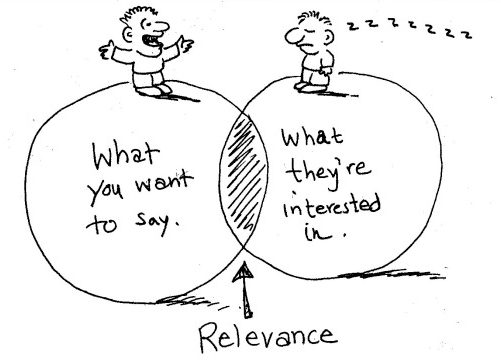 z z z z z z z
What
you want
to say.
What
they're
interested
in.
Relevance